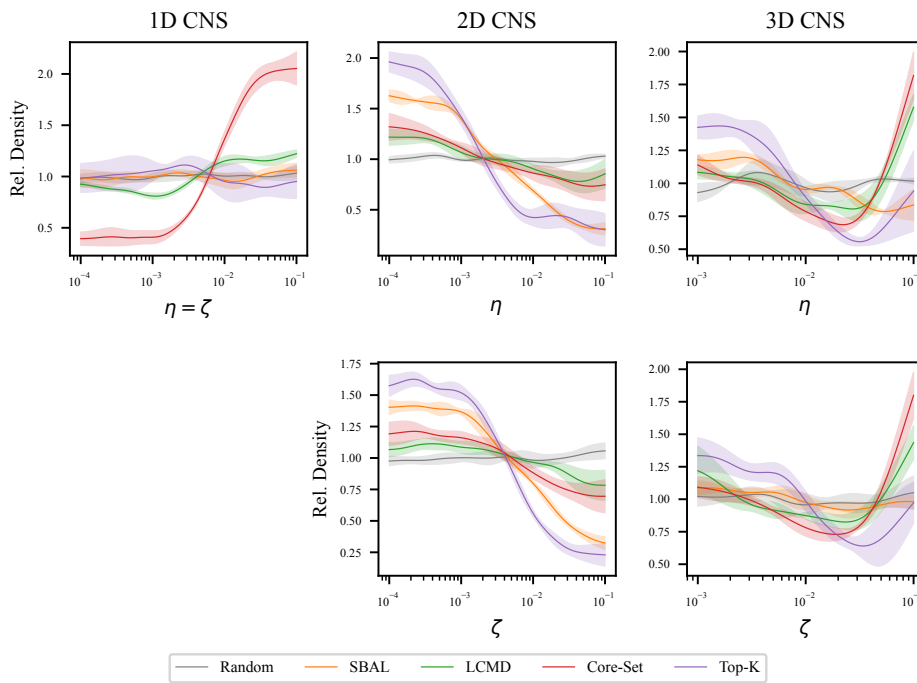 1D CNS 2D CNS 3D CNS
Rel. Density
2.0
1.5
1.0
0.5
10⁻⁴ 10⁻³ 10⁻² 10⁻¹
η = ζ
2.0
1.5
1.0
0.5
10⁻⁴ 10⁻³ 10⁻² 10⁻¹
η
2.00
1.75
1.50
1.25
1.00
0.75
0.50
10⁻³ 10⁻² 10⁻¹
η
Rel. Density
1.75
1.50
1.25
1.00
0.75
0.50
0.25
10⁻⁴ 10⁻³ 10⁻² 10⁻¹
ζ
2.00
1.75
1.50
1.25
1.00
0.75
0.50
10⁻³ 10⁻² 10⁻¹
ζ
Random SBAL LCMD Core-Set Top-K